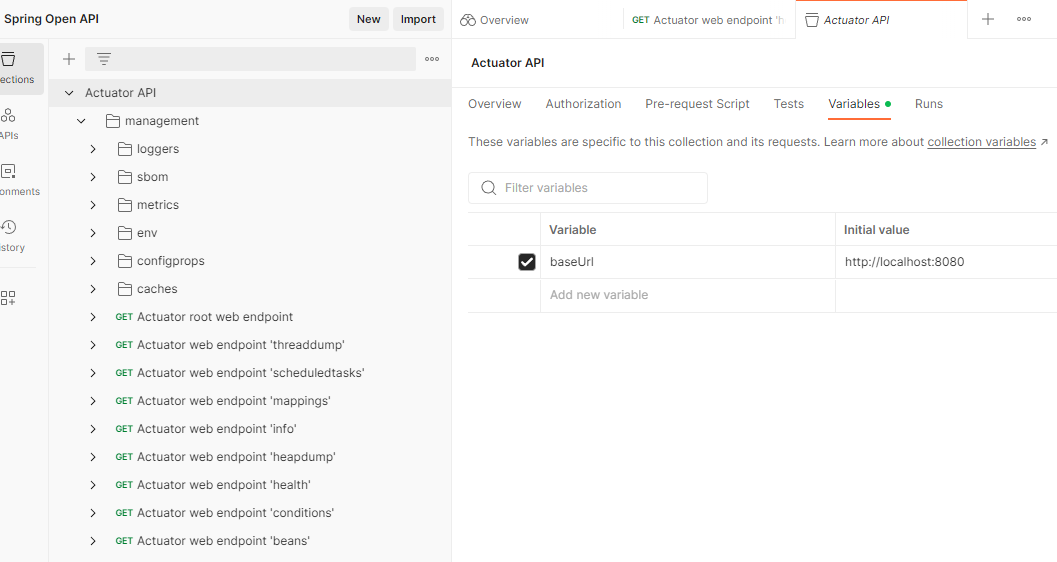 Spring Open API
New
Import
Overview
GET Actuator web endpoint 'h
Actuator API
ections
APIs
onments
istory
Actuator API
management
loggers
sbom
metrics
env
configprops
caches
GET Actuator root web endpoint
GET Actuator web endpoint 'threaddump'
GET Actuator web endpoint 'scheduledtasks'
GET Actuator web endpoint 'mappings'
GET Actuator web endpoint 'info'
GET Actuator web endpoint 'heapdump'
GET Actuator web endpoint 'health'
GET Actuator web endpoint 'conditions'
GET Actuator web endpoint 'beans'
Actuator API
Overview
Authorization
Pre-request Script
Tests
Variables
Runs
These variables are specific to this collection and its requests. Learn more about collection variables ↗
Filter variables
Variable
Initial value
baseUrl
http://localhost:8080
Add new variable